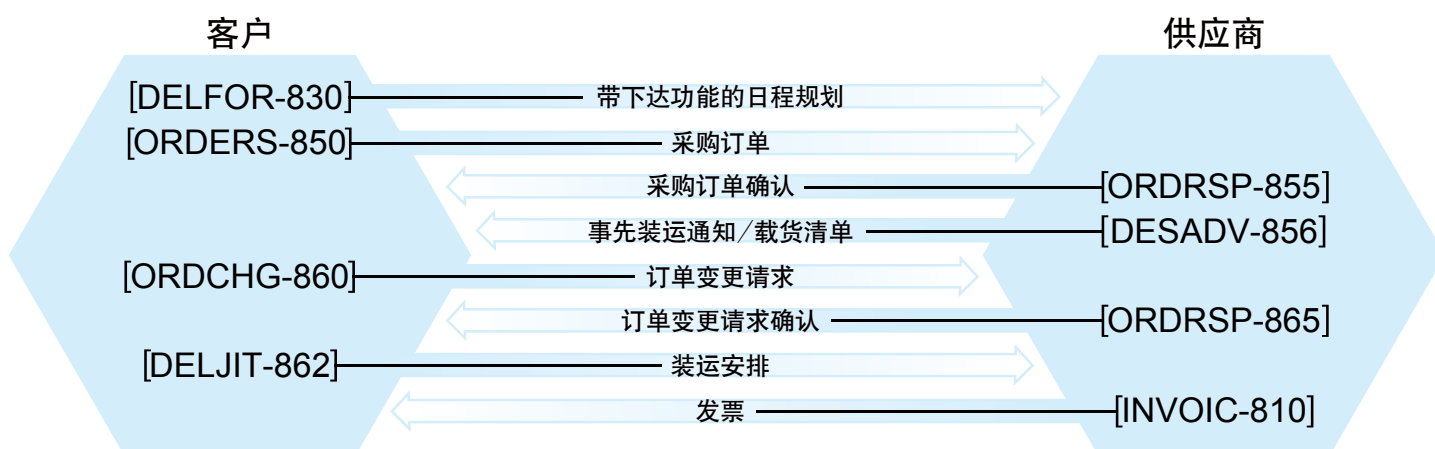 客户
供应商
[DELFOR-830] 带下达功能的日程规划
[ORDERS-850] 采购订单
采购订单确认 [ORDRSP-855]
事先装运通知/载货清单 [DESADV-856]
[ORDCHG-860] 订单变更请求
订单变更请求确认 [ORDRSP-865]
[DELJIT-862] 装运安排
发票 [INVOIC-810]